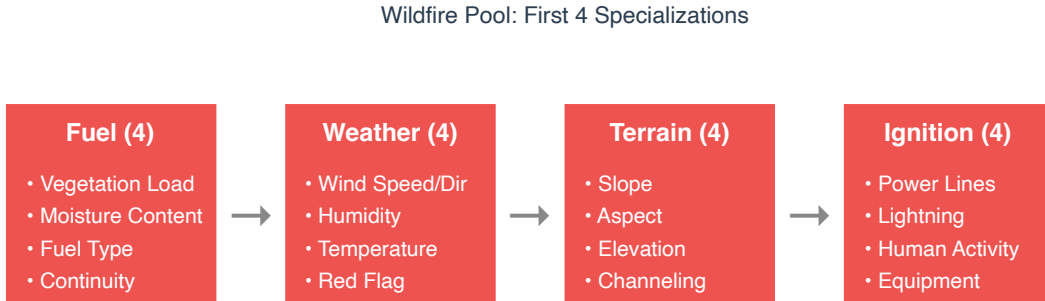 Wildfire Pool: First 4 Specializations
Fuel (4)
• Vegetation Load
• Moisture Content
• Fuel Type
• Continuity
Weather (4)
• Wind Speed/Dir
• Humidity
• Temperature
• Red Flag
Terrain (4)
• Slope
• Aspect
• Elevation
• Channeling
Ignition (4)
• Power Lines
• Lightning
• Human Activity
• Equipment